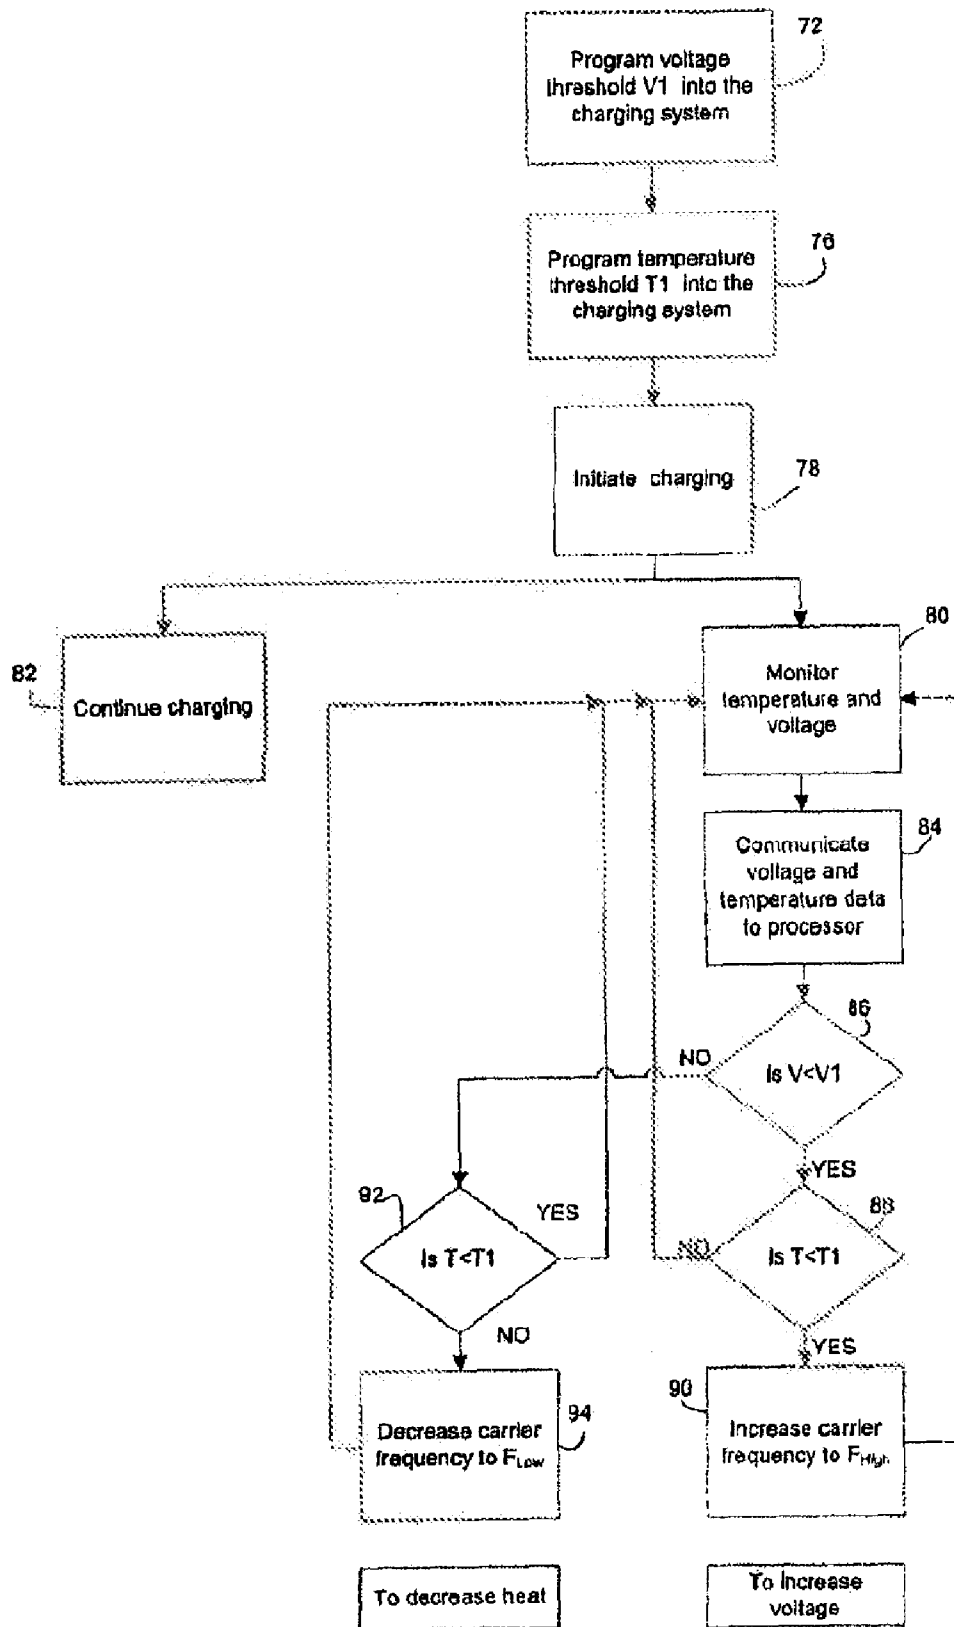 72
Program voltage
threshold V1 into the
charging system
76
Program temperature
threshold T1 into the
charging system
78
Initiate charging
80
82
Continue charging
Monitor
temperature and
voltage
84
Communicate
voltage and
temperature data
to processor
86
NO
Is V<V1
YES
92
YES
88
Is T<T1
NO
Is T<T1
NO
YES
90
94
Decrease carrier
frequency to FLow
Increase carrier
frequency to FHigh
To decrease heat
To increase
voltage